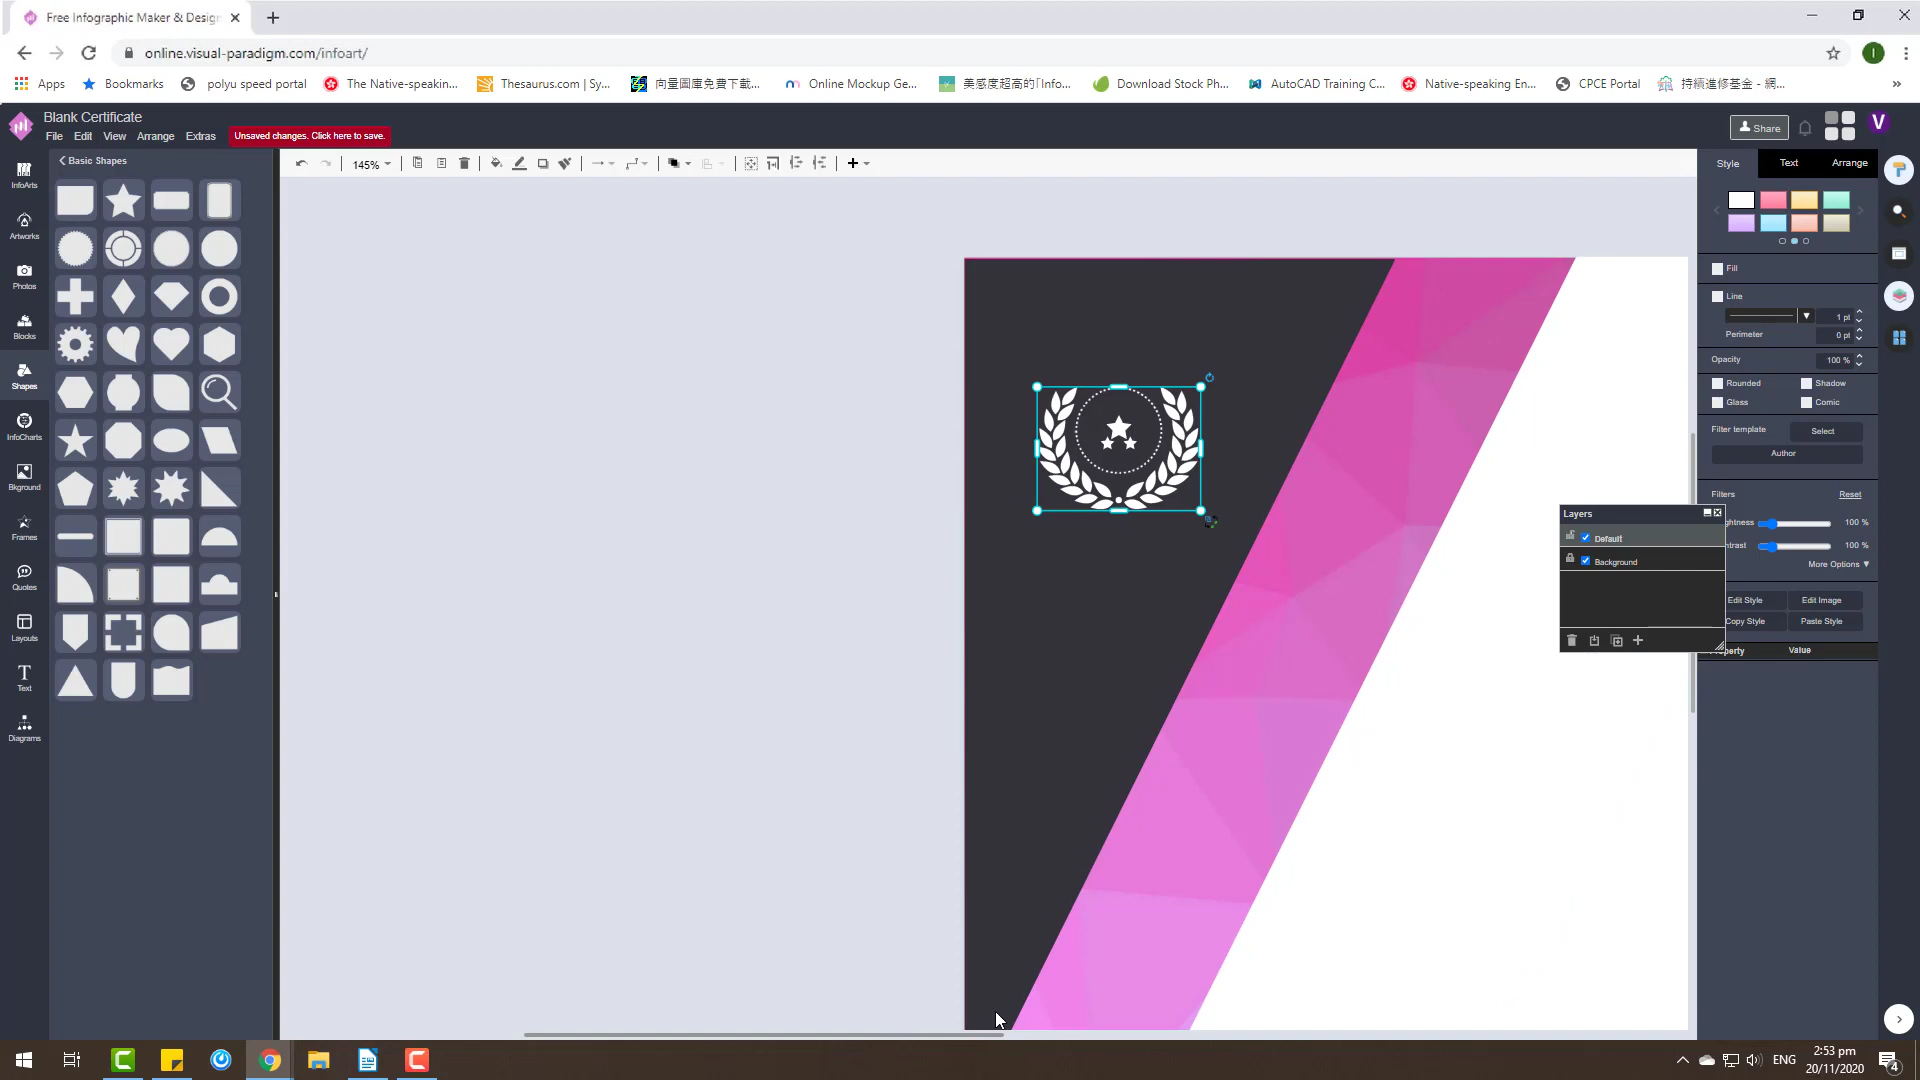 Free Infographic Maker & Design
online.visual-paradigm.com/infoart/
Apps
Bookmarks
polyu speed portal
The Native-speakin...
Thesaurus.com | Sy...
向量圖庫免費下載...
Online Mockup Ge...
美感度超高的「Info...
Download Stock Ph...
AutoCAD Training C...
Native-speaking En...
CPCE Portal
持續進修基金 - 網...
Blank Certificate
File
Edit
View
Arrange
Extras
Unsaved changes. Click here to save.
Share
V
InfoArts
Artworks
Photos
Blocks
Shapes
InfoCharts
Bkground
Frames
Quotes
Layouts
Text
Diagrams
Basic Shapes
145%
Style
Text
Arrange
Fill
Line
1 pt
Perimeter
0 pt
Opacity
100 %
Rounded
Shadow
Glass
Comic
Filter template
Select
Author
Filters
Reset
100 %
100 %
More Options
Edit Style
Edit Image
Copy Style
Paste Style
Value
Layers
Default
Background
ENG
2:53 pm
20/11/2020
4